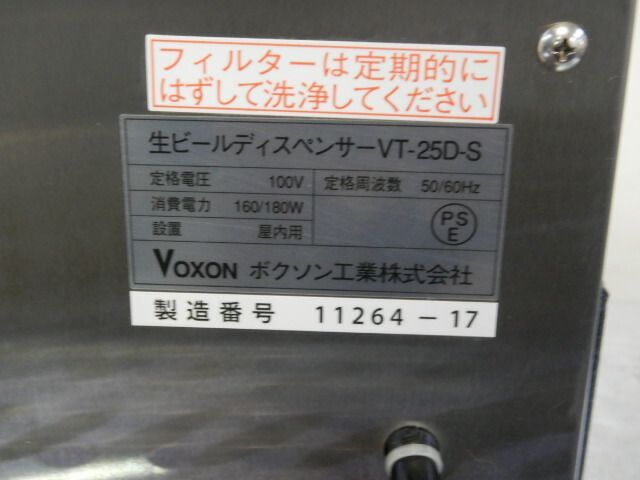 フィルターは定期的に
はずして洗浄してください
生ビールディスペンサーVT-25D-S
定格電圧 100V 定格周波数 50/60Hz
消費電力 160/180W
設置 屋内用
PS
E
VOXON ボクソン工業株式会社
製造番号 11264-17